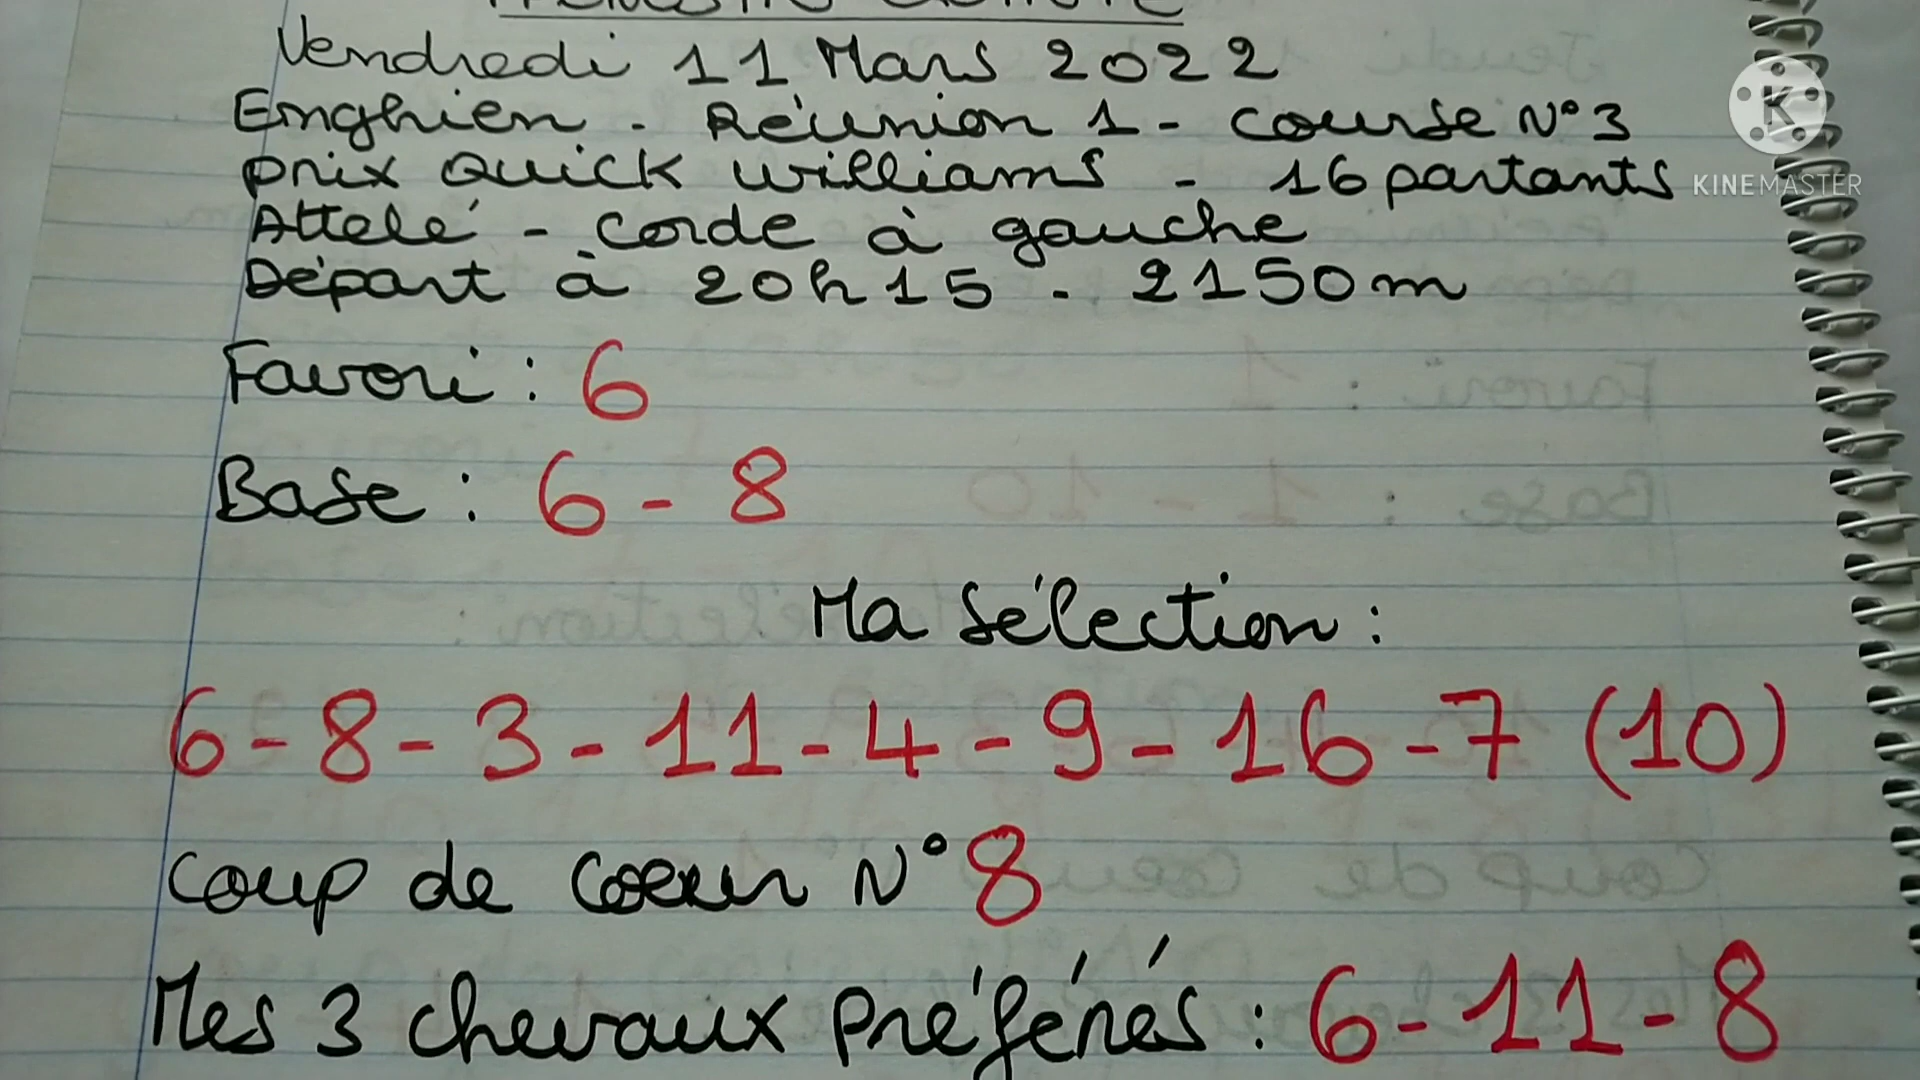 Vendredi 11 Mars 2022
Enghien - Réunion 1 - course N°3
prix Quick williams - 16 partants
Attelé - corde à gauche
Départ à 20h15 - 2150m
Favori : 6
Base : 6 - 8
Ma sélection :
6 - 8 - 3 - 11 - 4 - 9 - 16 - 7 (10)
coup de coeur N° 8
Mes 3 chevaux préférés : 6 - 11 - 8
K
KINEMASTER